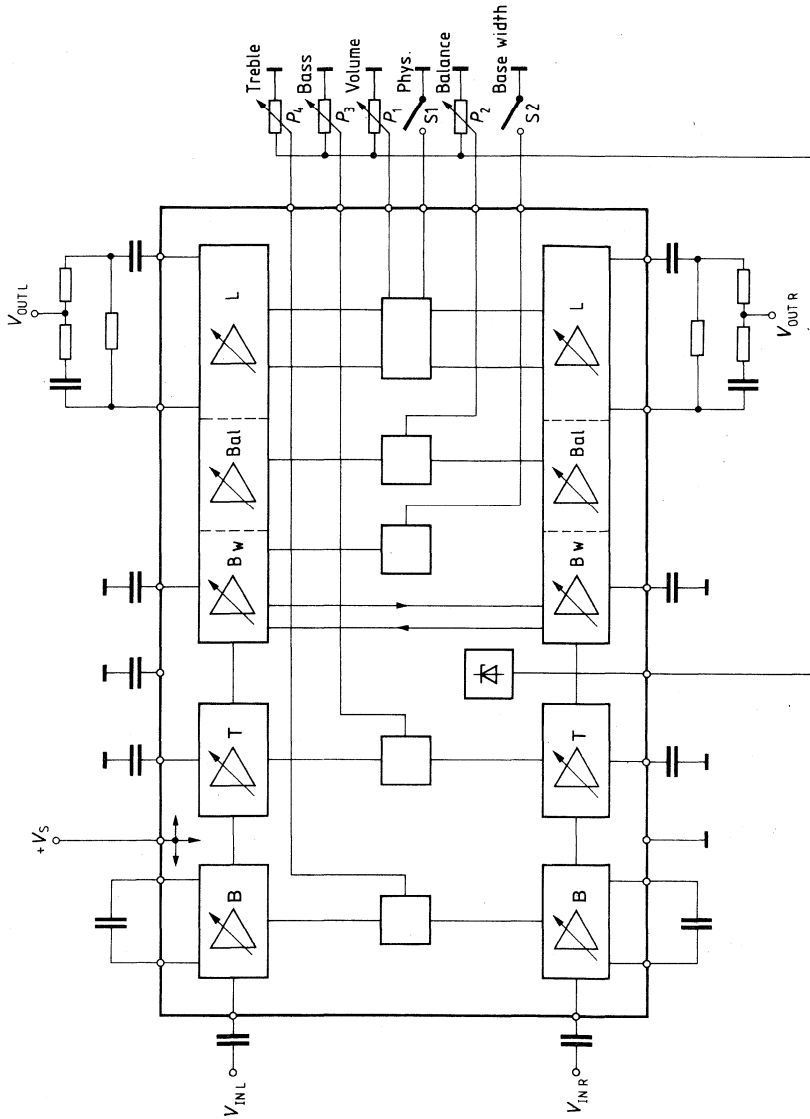 Treble
P4
Bass
P3
Volume
P1
Phys.
S1
Balance
P2
Base width
S2
VOUT L
L
Bal
BW
T
+VS
B
VIN L
L
Bal
BW
T
B
VOUT R
VIN R